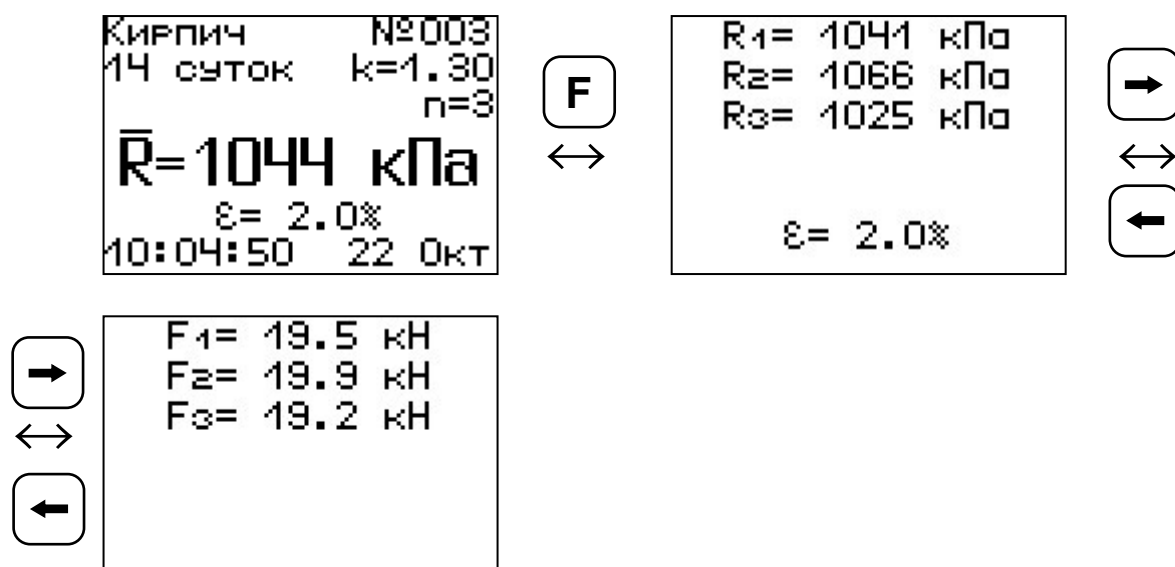 Кирпич №003
14 суток k=1.30
n=3
R̅=1044 кПа
ε= 2.0%
10:04:50 22 Окт
F
R1= 1041 кПа
R2= 1066 кПа
R3= 1025 кПа
ε= 2.0%
F1= 19.5 кН
F2= 19.9 кН
F3= 19.2 кН